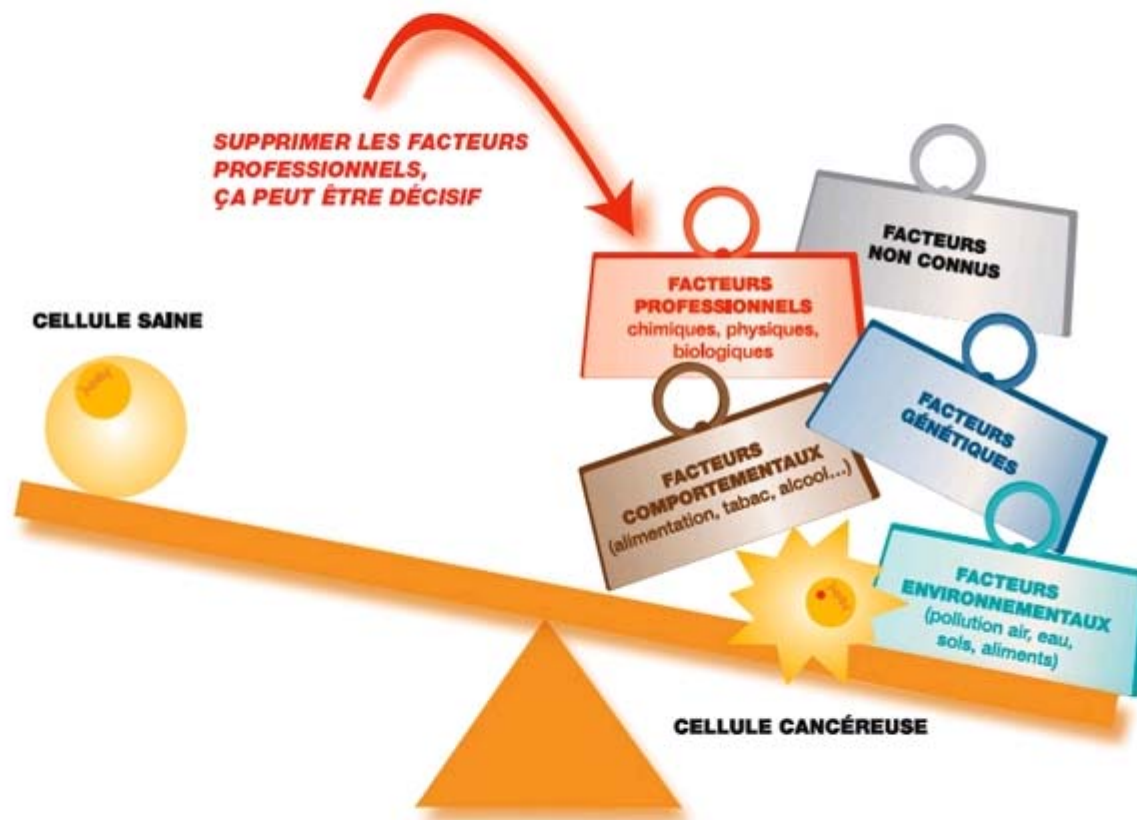 SUPPRIMER LES FACTEURS
PROFESSIONNELS,
ÇA PEUT ÊTRE DÉCISIF
FACTEURS
NON CONNUS
FACTEURS
PROFESSIONNELS
chimiques, physiques,
biologiques
CELLULE SAINE
FACTEURS
GÉNÉTIQUES
FACTEURS
COMPORTEMENTAUX
(alimentation, tabac, alcool...)
FACTEURS
ENVIRONNEMENTAUX
(pollution air, eau,
sols, aliments)
CELLULE CANCÉREUSE